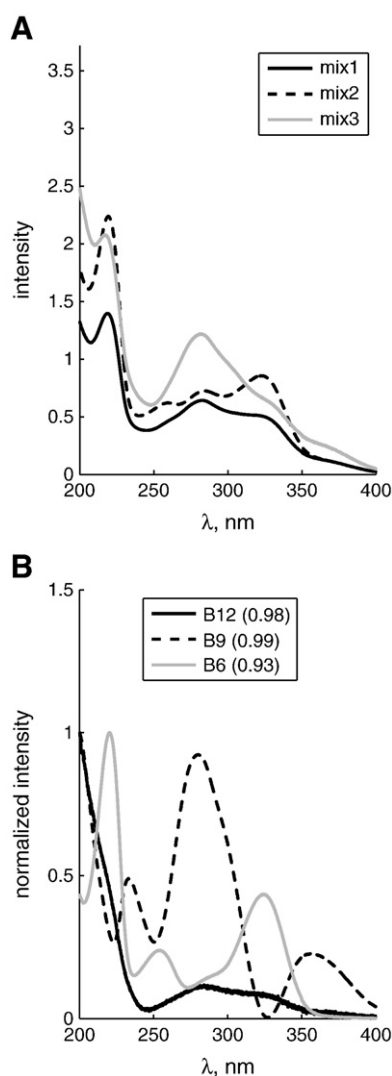 A
3.5
3
2.5
2
1.5
1
0.5
0
intensity
mix1
mix2
mix3
200 250 300 350 400
λ, nm
B
1.5
1
0.5
0
normalized intensity
B12 (0.98)
B9 (0.99)
B6 (0.93)
200 250 300 350 400
λ, nm